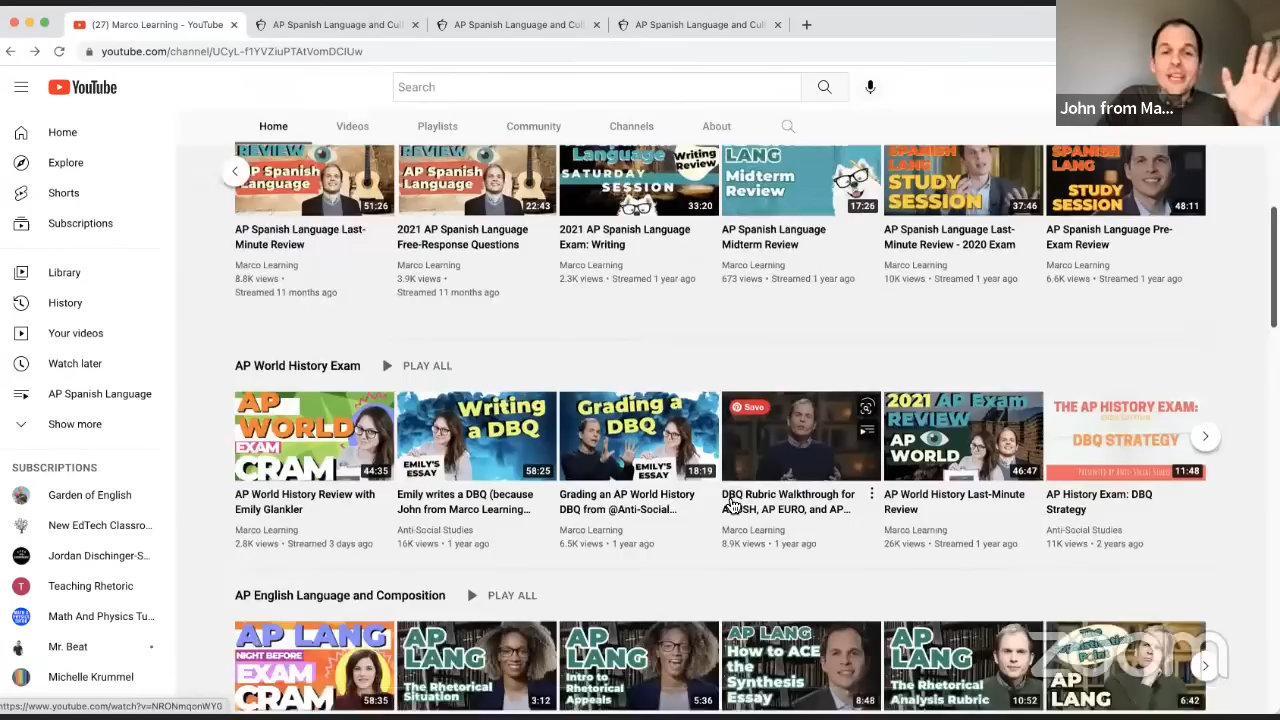 (27) Marco Learning - YouTube
AP Spanish Language and Cul
AP Spanish Language and Cul
AP Spanish Language and Cul
youtube.com/channel/UCyL-f1YVZiuPTAtVomDCIUw
John from Ma...
YouTube
Search
Home
Videos
Playlists
Community
Channels
About
Home
Explore
Shorts
Subscriptions
Library
History
Your videos
Watch later
AP Spanish Language
Show more
SUBSCRIPTIONS
Garden of English
New EdTech Classro...
Jordan Dischinger-S...
Teaching Rhetoric
Math And Physics Tu...
Mr. Beat
Michelle Krummel
REVIEW
AP Spanish
Language
51:26
REVIEW
AP Spanish
Language
22:43
Language
Writing
Review
SATURDAY
SESSION
33:20
LANG
Midterm
Review
17:26
SPANISH
LANG
STUDY
SESSION
37:46
SPANISH
LANG
STUDY
SESSION
48:11
AP Spanish Language Last-
Minute Review
Marco Learning
8.8K views •
Streamed 11 months ago
2021 AP Spanish Language
Free-Response Questions
Marco Learning
3.9K views •
Streamed 11 months ago
2021 AP Spanish Language
Exam: Writing
Marco Learning
2.3K views • Streamed 1 year ago
AP Spanish Language
Midterm Review
Marco Learning
673 views • Streamed 1 year ago
AP Spanish Language Last-
Minute Review - 2020 Exam
Marco Learning
10K views • Streamed 1 year ago
AP Spanish Language Pre-
Exam Review
Marco Learning
6.6K views • Streamed 1 year ago
AP World History Exam
PLAY ALL
AP
WORLD
EXAM
CRAM
44:35
Writing
a DBQ
EMILY'S
ESSAY
58:25
Grading a
DBQ
EMILY'S
ESSAY
18:19
Save
2021 AP Exam
REVIEW
AP
WORLD
46:47
THE AP HISTORY EXAM:
DBQ STRATEGY
PRESENTED BY ANTI-SOCIAL STUDIES
11:48
AP World History Review with
Emily Glankler
Marco Learning
2.8K views • Streamed 3 days ago
Emily writes a DBQ (because
John from Marco Learning...
Anti-Social Studies
16K views • 1 year ago
Grading an AP World History
DBQ from @Anti-Social...
Marco Learning
6.5K views • 1 year ago
DBQ Rubric Walkthrough for
APUSH, AP EURO, and AP...
Marco Learning
8.9K views • 1 year ago
AP World History Last-Minute
Review
Marco Learning
26K views • Streamed 1 year ago
AP History Exam: DBQ
Strategy
Anti-Social Studies
11K views • 2 years ago
AP English Language and Composition
PLAY ALL
AP LANG
NIGHT BEFORE
EXAM
CRAM
58:35
AP
LANG
The Rhetorical
Situation
3:12
AP
LANG
Intro to
Rhetorical
Appeals
5:36
AP LANG
How to ACE
the
Synthesis
Essay
8:48
AP
LANG
The Rhetorical
Analysis Rubric
10:52
AP
LANG
6:42
zoom
https://www.youtube.com/watch?v=NRONmqonWY0